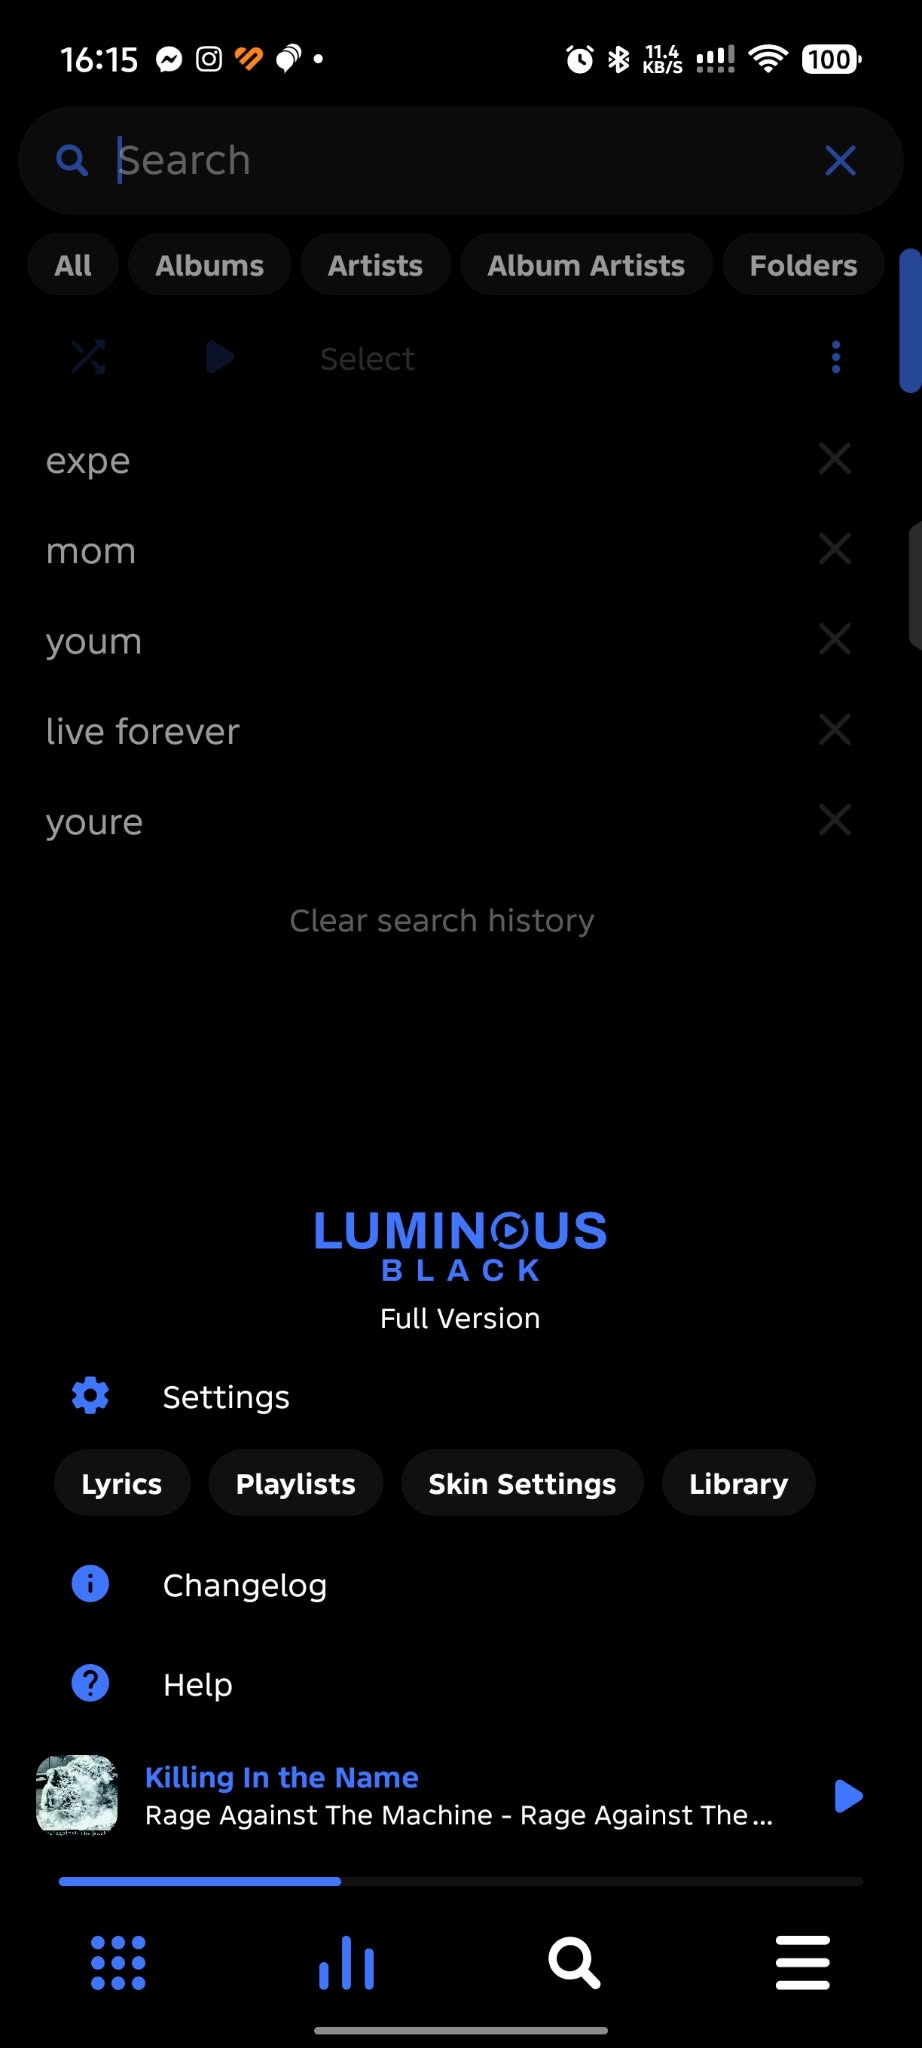 16:15
11.4
KB/S
100
Search
All
Albums
Artists
Album Artists
Folders
Select
expe
mom
youm
live forever
youre
Clear search history
LUMINOUS
BLACK
Full Version
Settings
Lyrics
Playlists
Skin Settings
Library
Changelog
Help
Killing In the Name
Rage Against The Machine - Rage Against The...